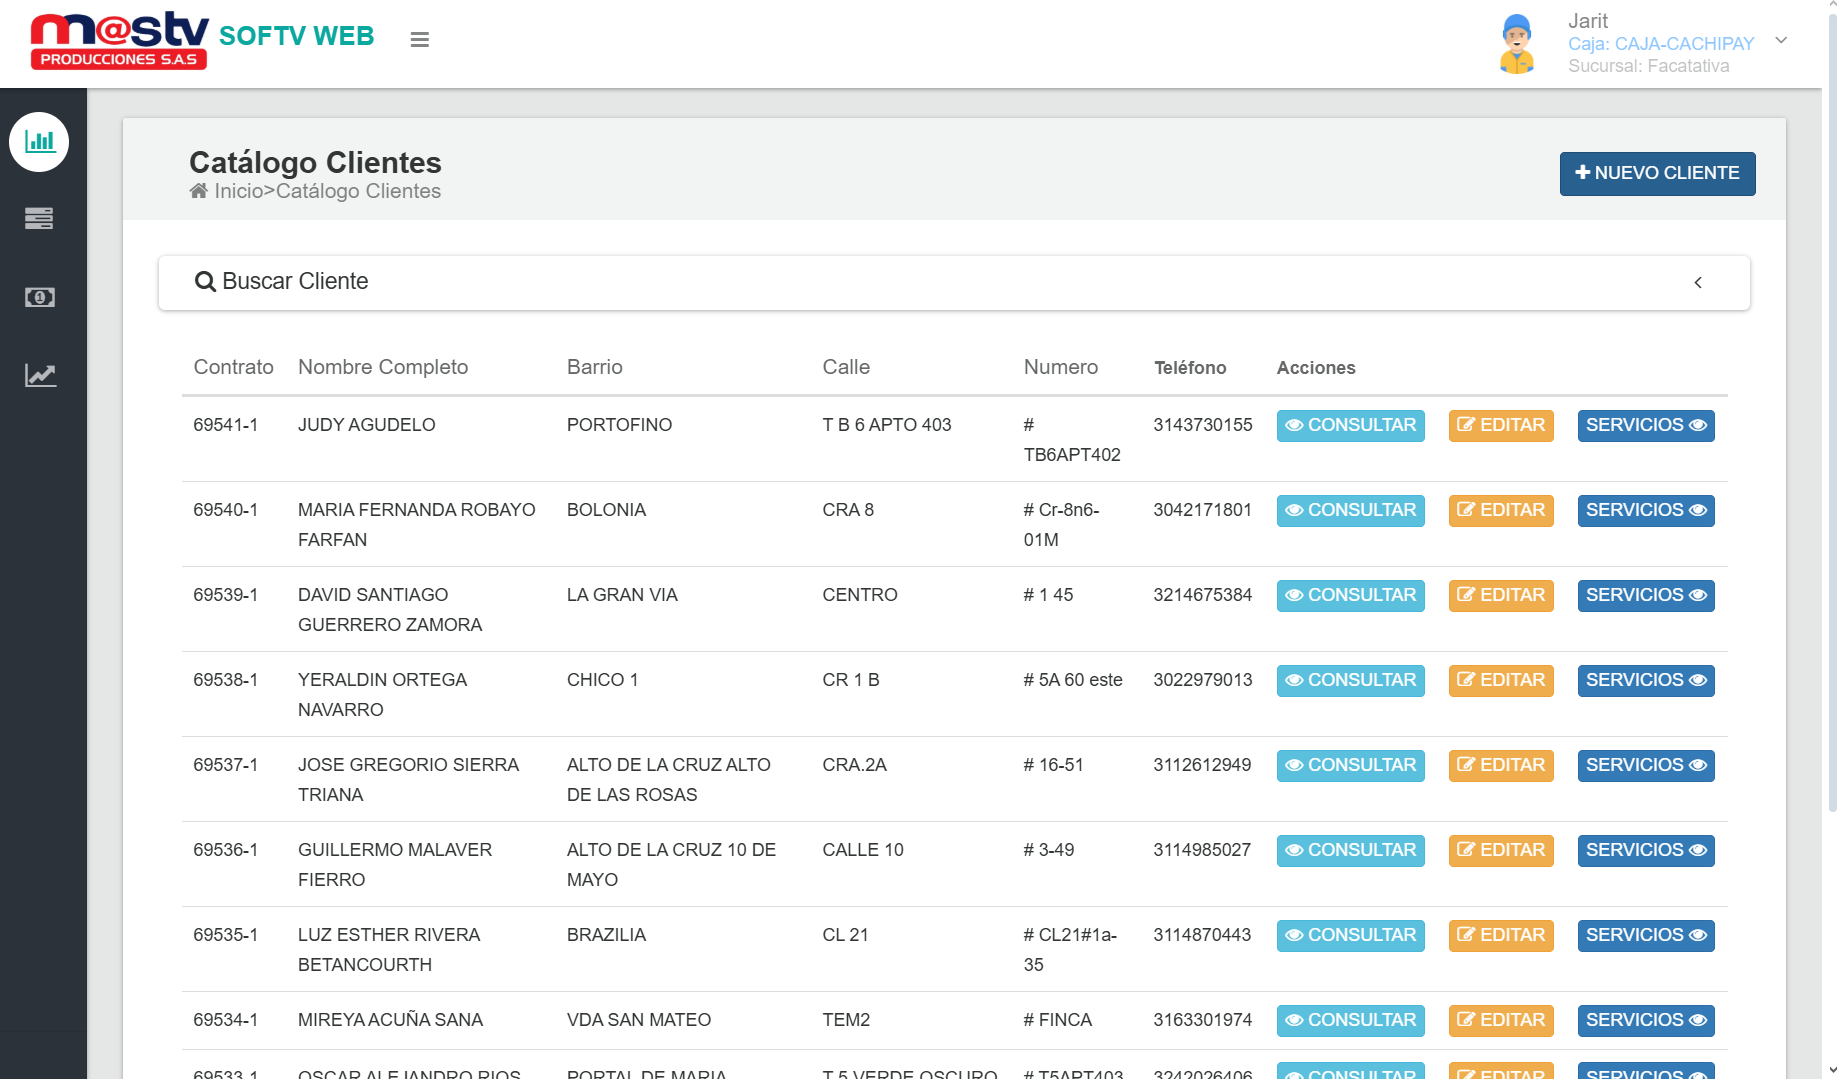 m@stv
PRODUCCIONES S.A.S
SOFTV WEB
Jarit
Caja: CAJA-CACHIPAY
Sucursal: Facatativa
Catálogo Clientes
Inicio>Catálogo Clientes
NUEVO CLIENTE
Buscar Cliente
Contrato Nombre Completo Barrio Calle Numero Teléfono Acciones
69541-1 JUDY AGUDELO PORTOFINO T B 6 APTO 403 # 3143730155 CONSULTAR EDITAR SERVICIOS
TB6APT402
69540-1 MARIA FERNANDA ROBAYO BOLONIA CRA 8 # Cr-8n6- 3042171801 CONSULTAR EDITAR SERVICIOS
FARFAN 01M
69539-1 DAVID SANTIAGO LA GRAN VIA CENTRO # 1 45 3214675384 CONSULTAR EDITAR SERVICIOS
GUERRERO ZAMORA
69538-1 YERALDIN ORTEGA CHICO 1 CR 1 B # 5A 60 este 3022979013 CONSULTAR EDITAR SERVICIOS
NAVARRO
69537-1 JOSE GREGORIO SIERRA ALTO DE LA CRUZ ALTO CRA.2A # 16-51 3112612949 CONSULTAR EDITAR SERVICIOS
TRIANA DE LAS ROSAS
69536-1 GUILLERMO MALAVER ALTO DE LA CRUZ 10 DE CALLE 10 # 3-49 3114985027 CONSULTAR EDITAR SERVICIOS
FIERRO MAYO
69535-1 LUZ ESTHER RIVERA BRAZILIA CL 21 # CL21#1a- 3114870443 CONSULTAR EDITAR SERVICIOS
BETANCOURTH 35
69534-1 MIREYA ACUÑA SANA VDA SAN MATEO TEM2 # FINCA 3163301974 CONSULTAR EDITAR SERVICIOS
69533-1 OSCAR ALEJANDRO RIOS PORTAL DE MARIA T 5 VERDE OSCURO # T5APT403 3242026406 CONSULTAR EDITAR SERVICIOS